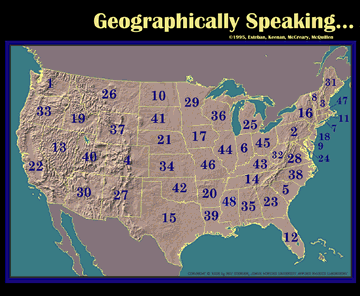 Geographically Speaking...
©1995, Esteban, Keenan, McCreary, McQuillen
31
1
26 10 29 8 3 47
33 19 41 36 25 16 11
37 17 2 18 7
13 40 21 44 6 45 9
22 4 34 46 43 32 28 24
30 27 42 20 14 38
15 39 48 35 23 5
12